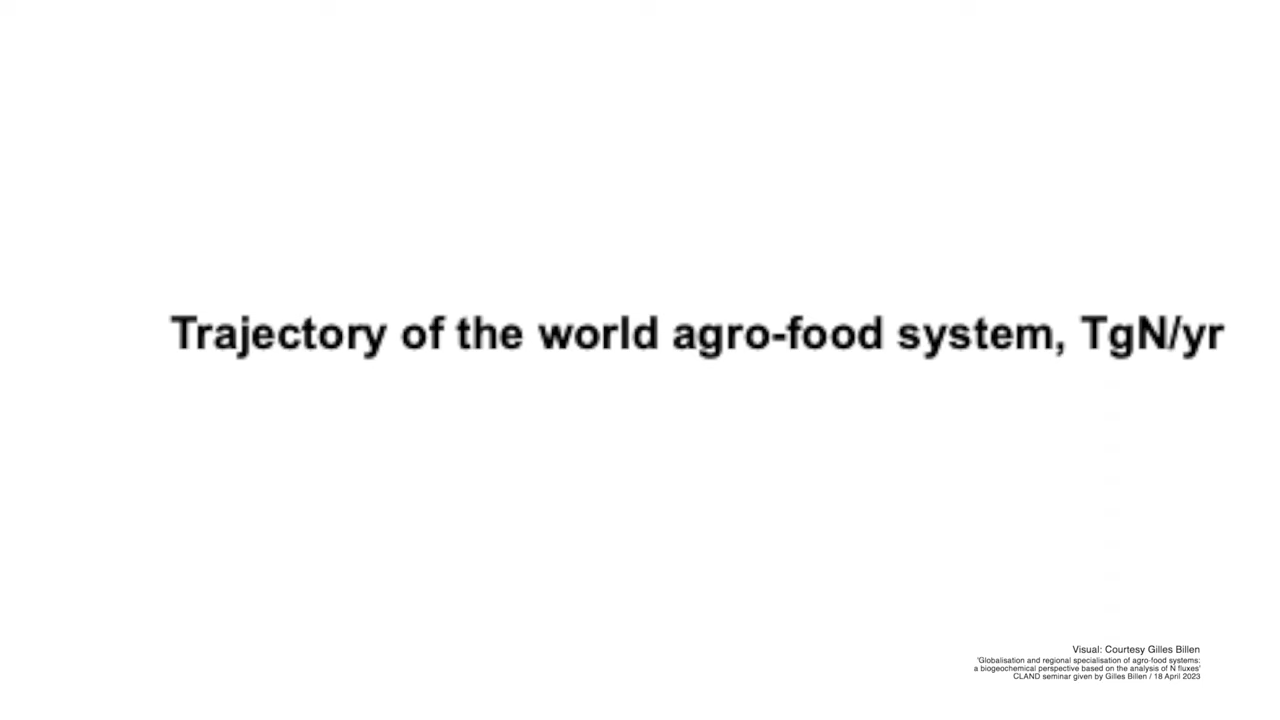 Trajectory of the world agro-food system, TgN/yr
Visual: Courtesy Gilles Billen
'Globalisation and regional specialisation of agro-food systems:
a biogeochemical perspective based on the analysis of N fluxes'
CLAND seminar given by Gilles Billen / 18 April 2023